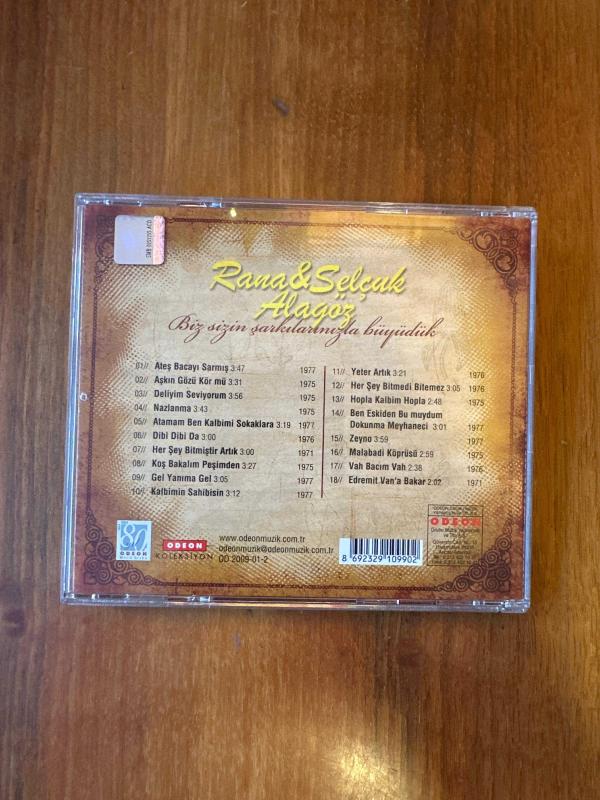 SMB 000100 ACD
Rana&Selçuk
Alagöz
Biz sizin şarkılarınızla büyüdük
01// Ateş Bacayı Sarmış 3:47 1977
02// Aşkın Gözü Kör mü 3:31 1975
03// Deliyim Seviyorum 3:56 1975
04// Nazlanma 3:43 1975
05// Atamam Ben Kalbimi Sokaklara 3:19 1977
06// Dibi Dibi Da 3:00 1976
07// Her Şey Bitmiştir Artık 3:00 1971
08// Koş Bakalım Peşimden 3:27 1975
09// Gel Yanıma Gel 3:05 1977
10// Kalbimin Sahibisin 3:12 1977
11// Yeter Artık 3:21 1976
12// Her Şey Bitmedi Bitemez 3:05 1976
13// Hopla Kalbim Hopla 2:48 1975
14// Ben Eskiden Bu muydum
Dokunma Meyhaneci 3:01 1977
15// Zeyno 3:59 1977
16// Malabadi Köprüsü 2:59 1975
17// Vah Bacım Vah 2:38 1976
18// Edremit Van'a Bakar 2:02 1971
80
ODEON
ODEON
KOLEKSİYON
www.odeonmuzik.com.tr
odeonmuzik@odeonmuzik.com.tr
OD 2009-01-2
8 692329 109902
ODEON